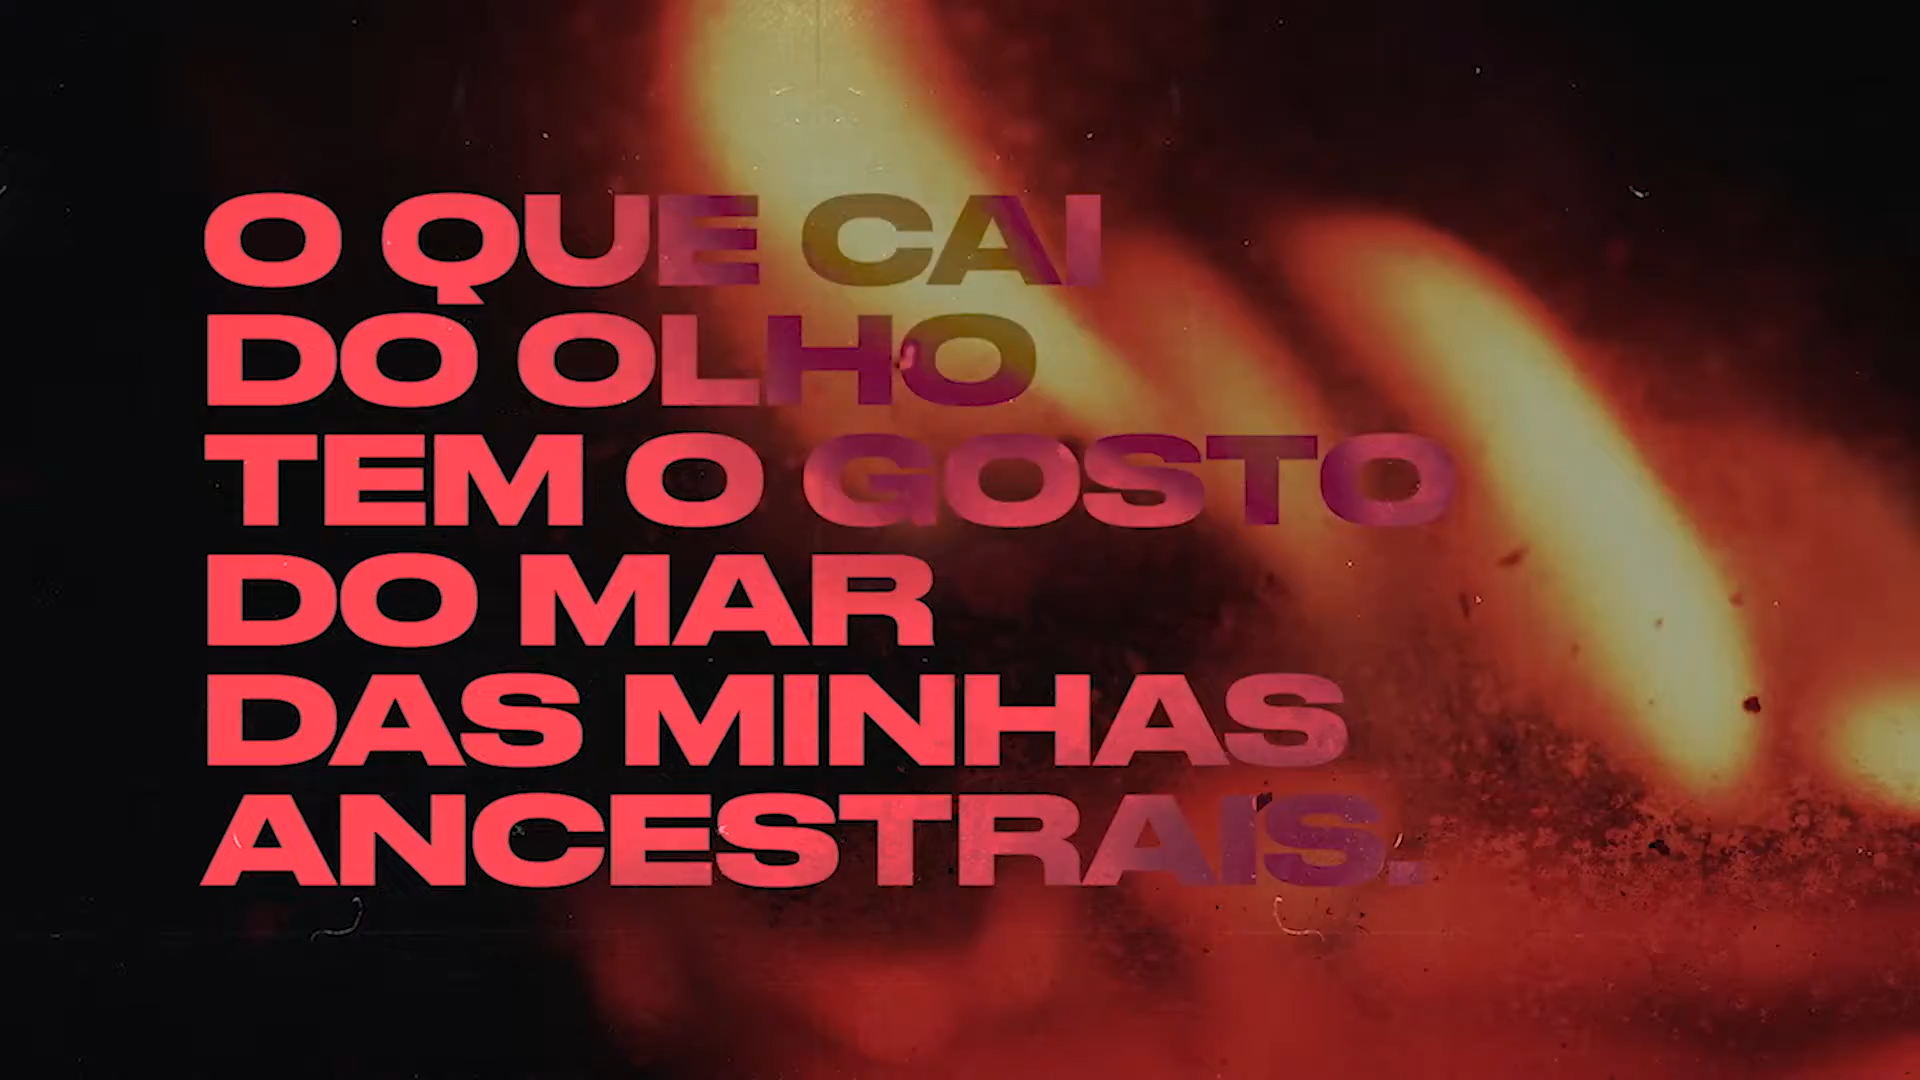 O QUE CAI
DO OLHO
TEM O GOSTO
DO MAR
DAS MINHAS
ANCESTRAIS.